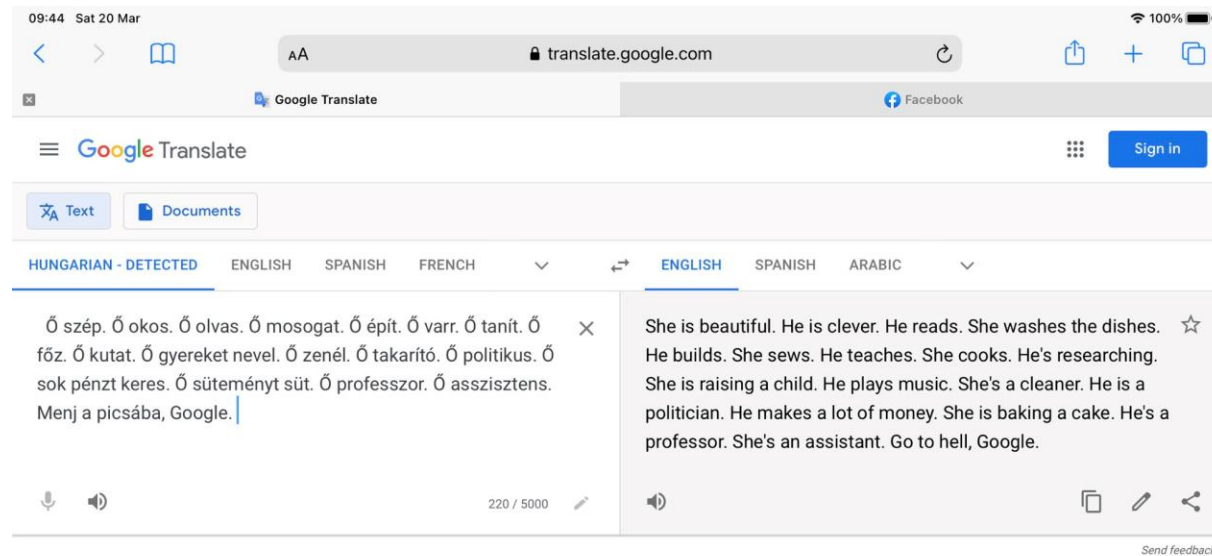 09:44 Sat 20 Mar
100%
AA
translate.google.com
Google Translate
Facebook
Google Translate
Sign in
Text
Documents
HUNGARIAN - DETECTED ENGLISH SPANISH FRENCH
ENGLISH SPANISH ARABIC
Ő szép. Ő okos. Ő olvas. Ő mosogat. Ő épít. Ő varr. Ő tanít. Ő
főz. Ő kutat. Ő gyereket nevel. Ő zenél. Ő takarító. Ő politikus. Ő
sok pénzt keres. Ő süteményt süt. Ő professzor. Ő asszisztens.
Menj a picsába, Google.
220 / 5000
She is beautiful. He is clever. He reads. She washes the dishes.
He builds. She sews. He teaches. She cooks. He's researching.
She is raising a child. He plays music. She's a cleaner. He is a
politician. He makes a lot of money. She is baking a cake. He's a
professor. She's an assistant. Go to hell, Google.
Send feedback